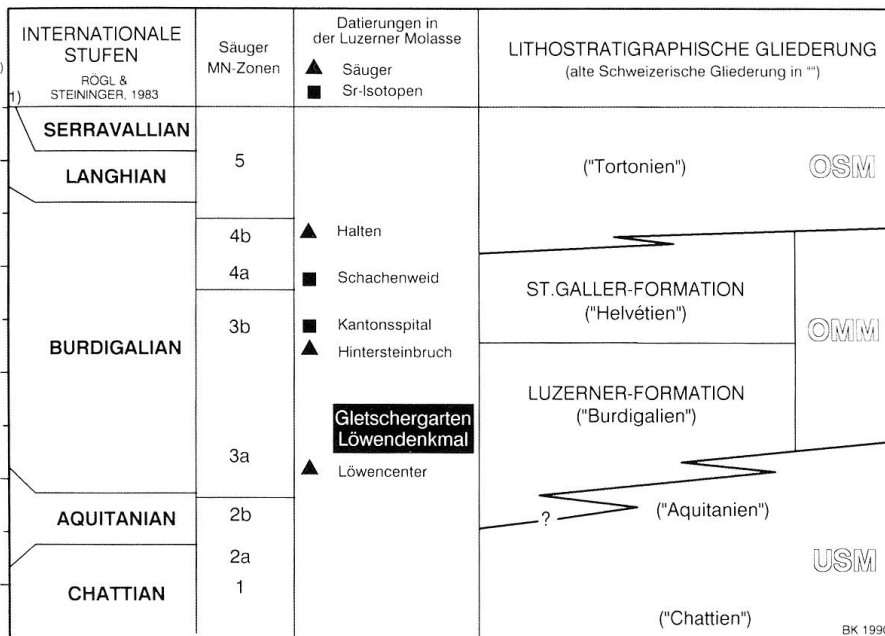 INTERNATIONALE
STUFEN
RÖGL &
STEININGER, 1983
)
1)
SERRAVALLIAN
LANGHIAN
BURDIGALIAN
AQUITANIAN
CHATTIAN
Säuger
MN-Zonen
5
4b
4a
3b
3a
2b
2a
1
Datierungen in
der Luzerner Molasse
▲ Säuger
■ Sr-Isotopen
▲ Halten
■ Schachenweid
■ Kantonsspital
▲ Hintersteinbruch
Gletschergarten
Löwendenkmal
▲ Löwencenter
LITHOSTRATIGRAPHISCHE GLIEDERUNG
(alte Schweizerische Gliederung in "")
("Tortonien") OSM
ST.GALLER-FORMATION
("Helvétien")
OMM
LUZERNER-FORMATION
("Burdigalien")
? ("Aquitanien")
USM
("Chattien")
BK 1990